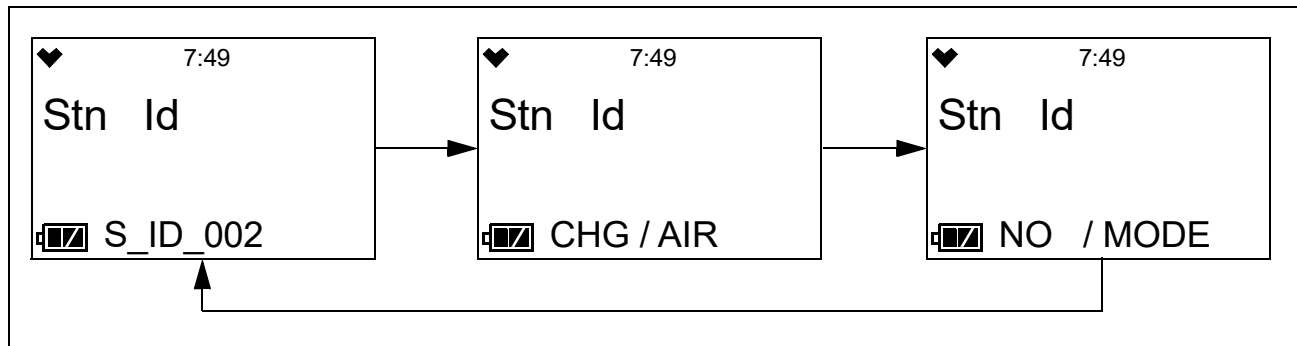 7:49
Stn Id
S_ID_002
7:49
Stn Id
CHG / AIR
7:49
Stn Id
NO / MODE